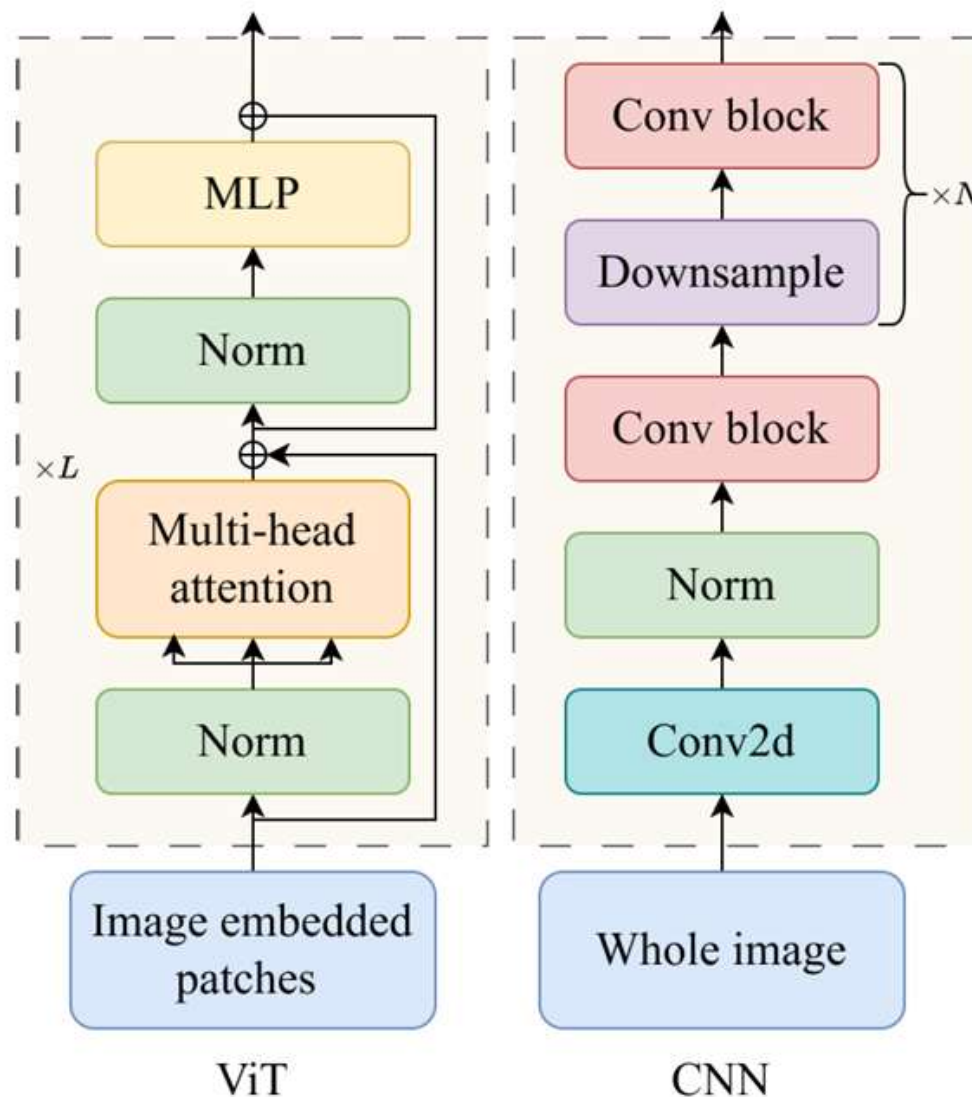 MLP
Norm
×L
Multi-head
attention
Norm
Image embedded
patches
ViT
Conv block
×N
Downsample
Conv block
Norm
Conv2d
Whole image
CNN